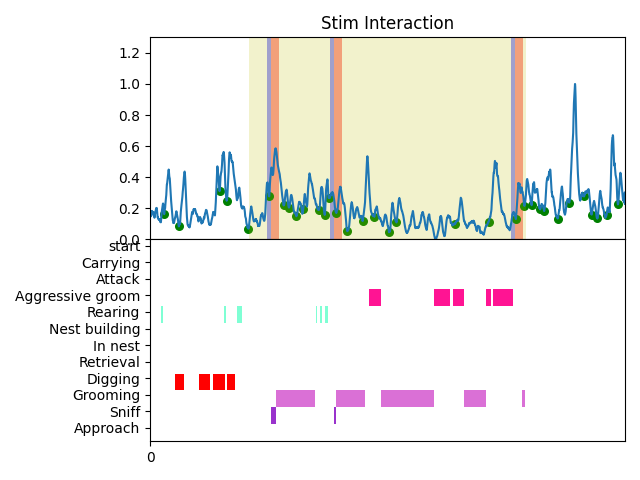 Stim Interaction
1.2
1.0
0.8
0.6
0.4
0.2
0.0
start
Carrying
Attack
Aggressive groom
Rearing
Nest building
In nest
Retrieval
Digging
Grooming
Sniff
Approach
0